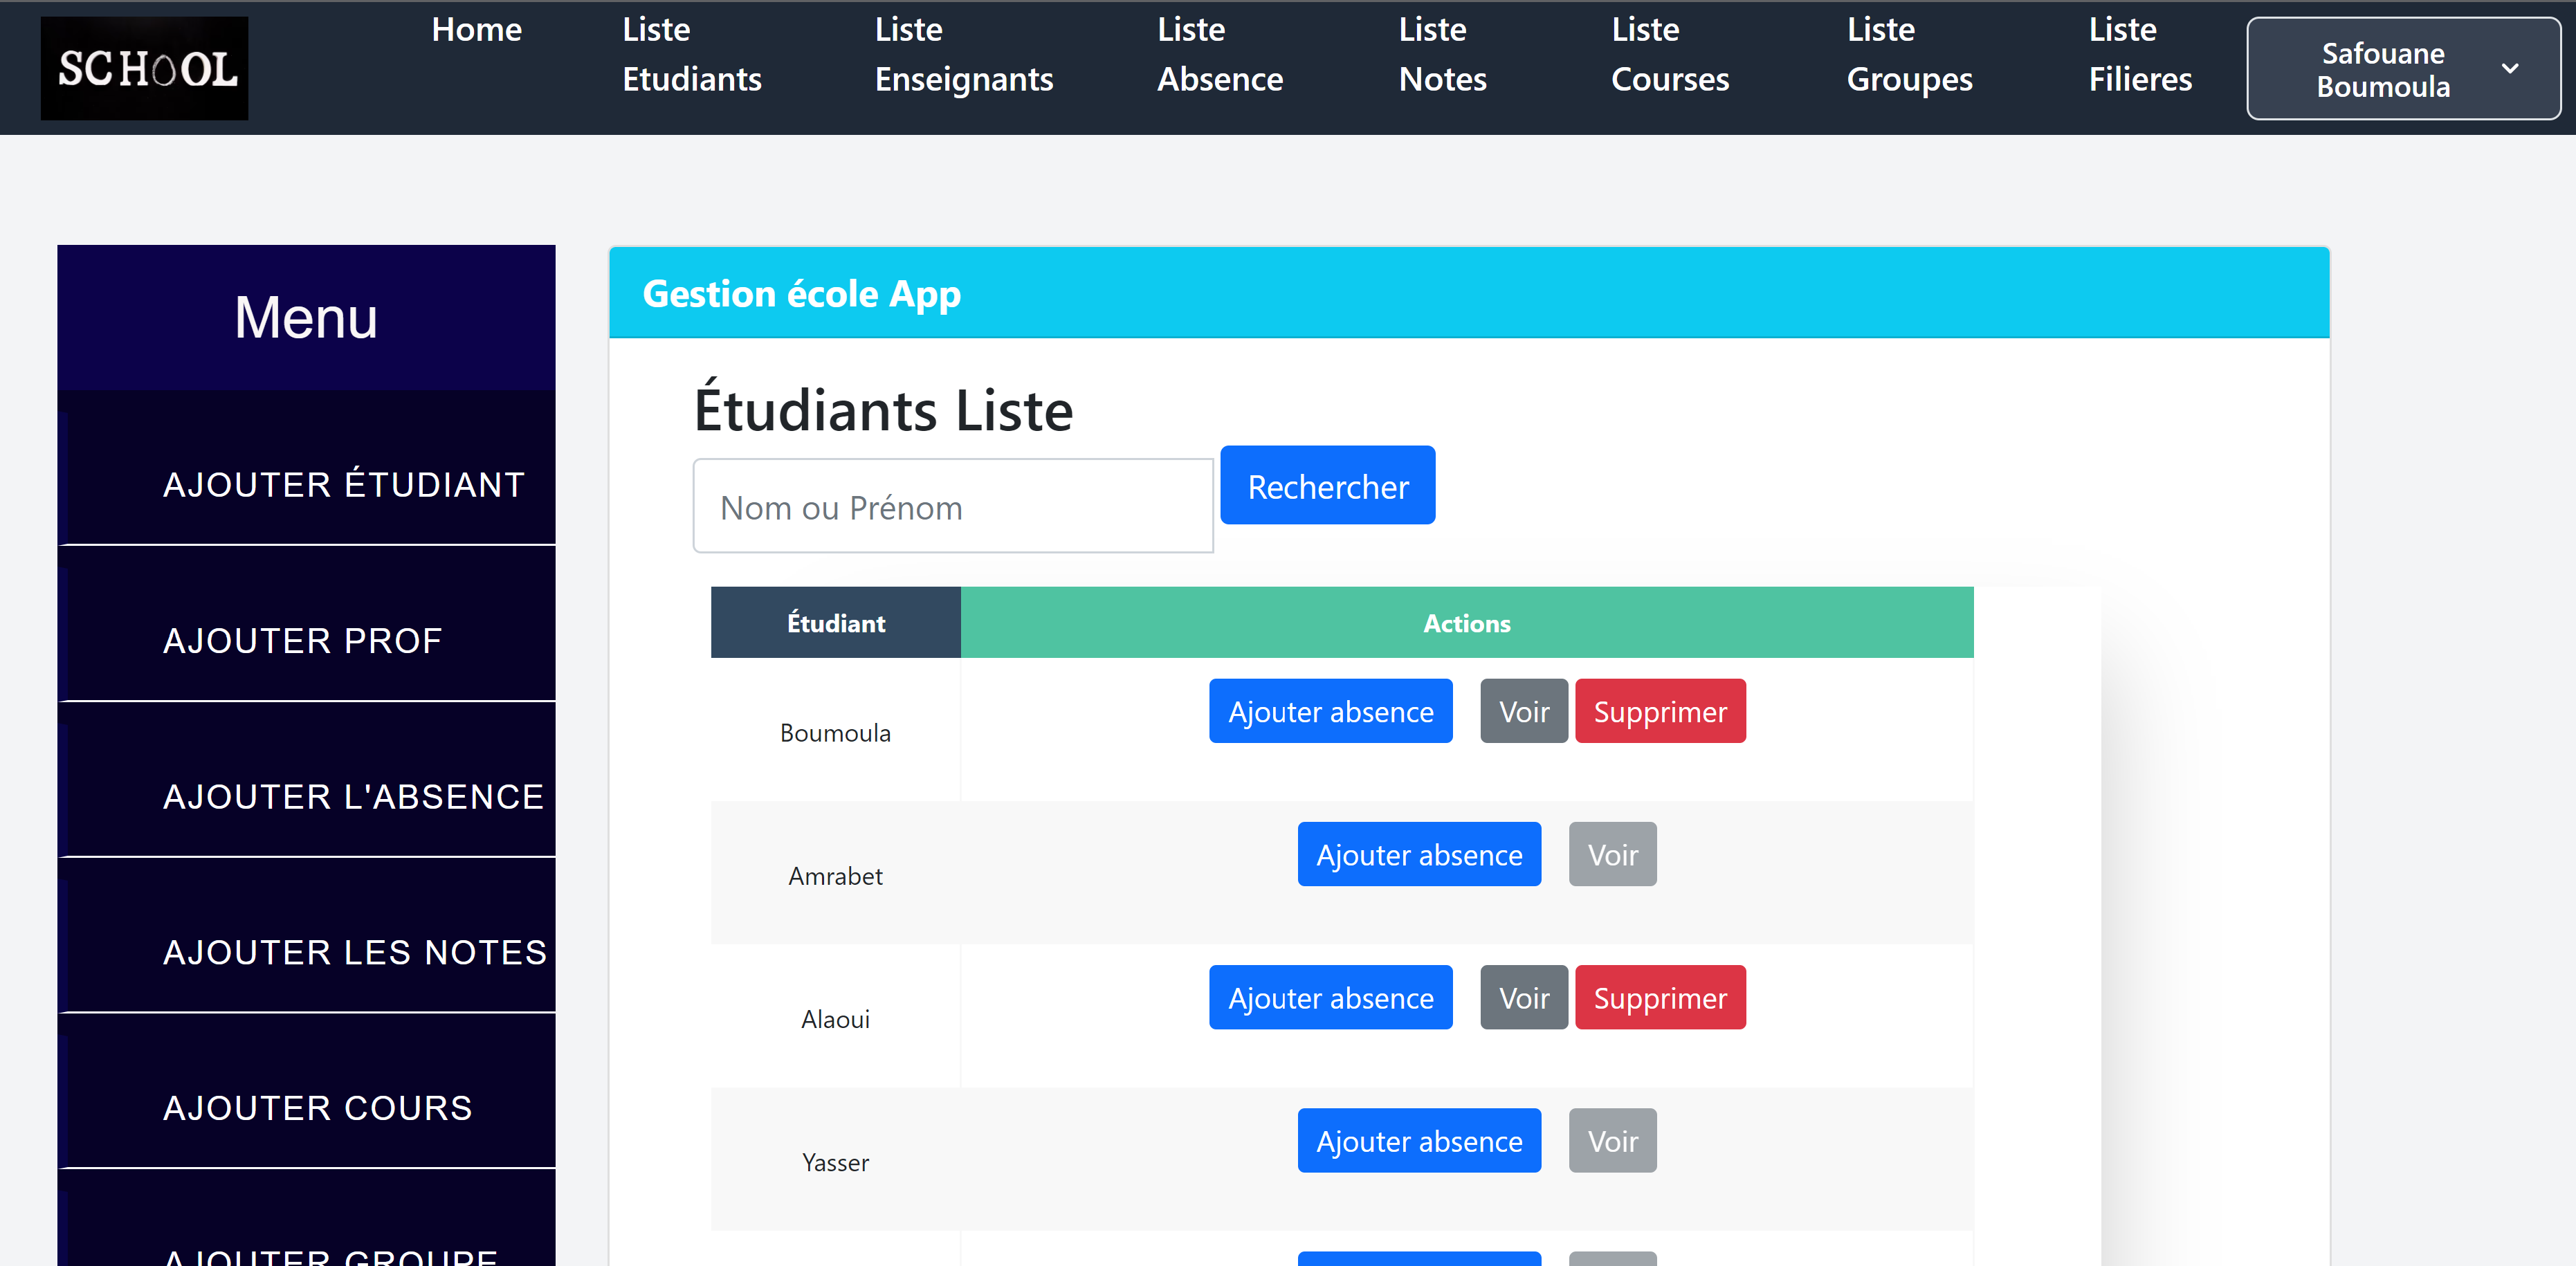 SCHOOL
Home
Liste
Etudiants
Liste
Enseignants
Liste
Absence
Liste
Notes
Liste
Courses
Liste
Groupes
Liste
Filieres
Safouane
Boumoula
Menu
AJOUTER ÉTUDIANT
AJOUTER PROF
AJOUTER L'ABSENCE
AJOUTER LES NOTES
AJOUTER COURS
AJOUTER GROUPE
Gestion école App
Étudiants Liste
Nom ou Prénom
Rechercher
Étudiant Actions
Boumoula Ajouter absence Voir Supprimer
Amrabet Ajouter absence Voir
Alaoui Ajouter absence Voir Supprimer
Yasser Ajouter absence Voir